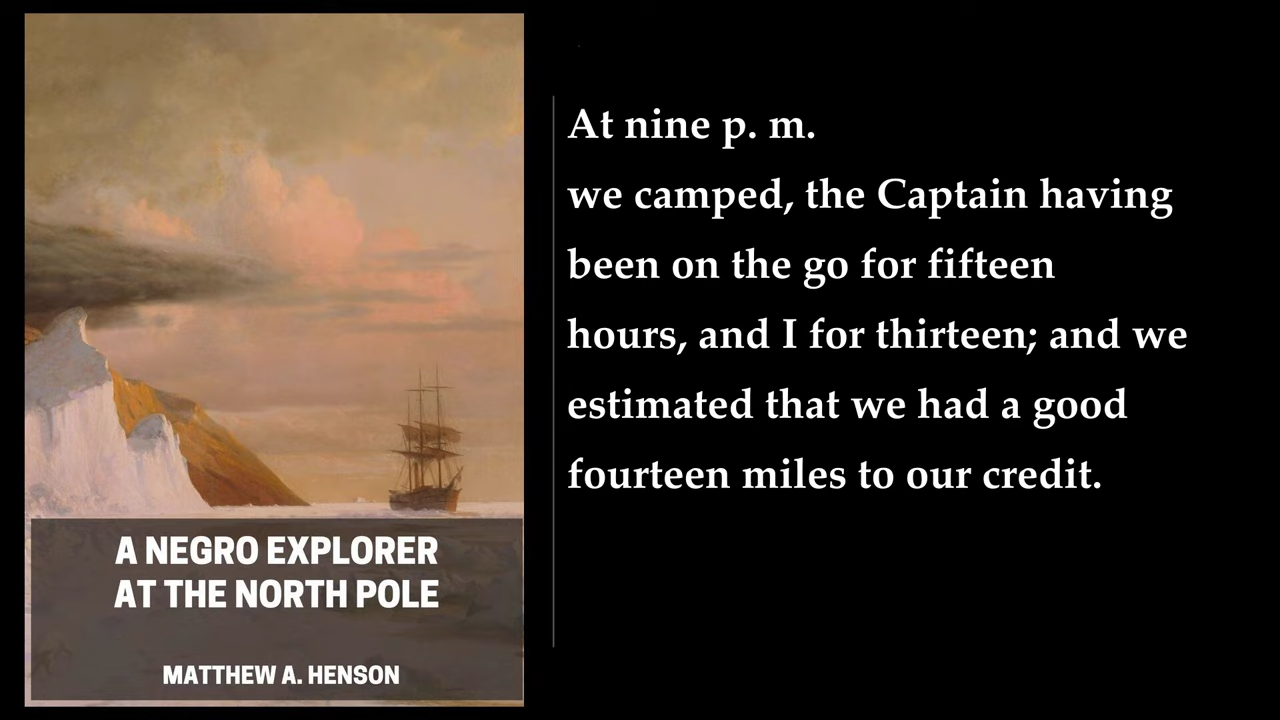 A NEGRO EXPLORER
AT THE NORTH POLE
MATTHEW A. HENSON
At nine p. m.
we camped, the Captain having
been on the go for fifteen
hours, and I for thirteen; and we
estimated that we had a good
fourteen miles to our credit.